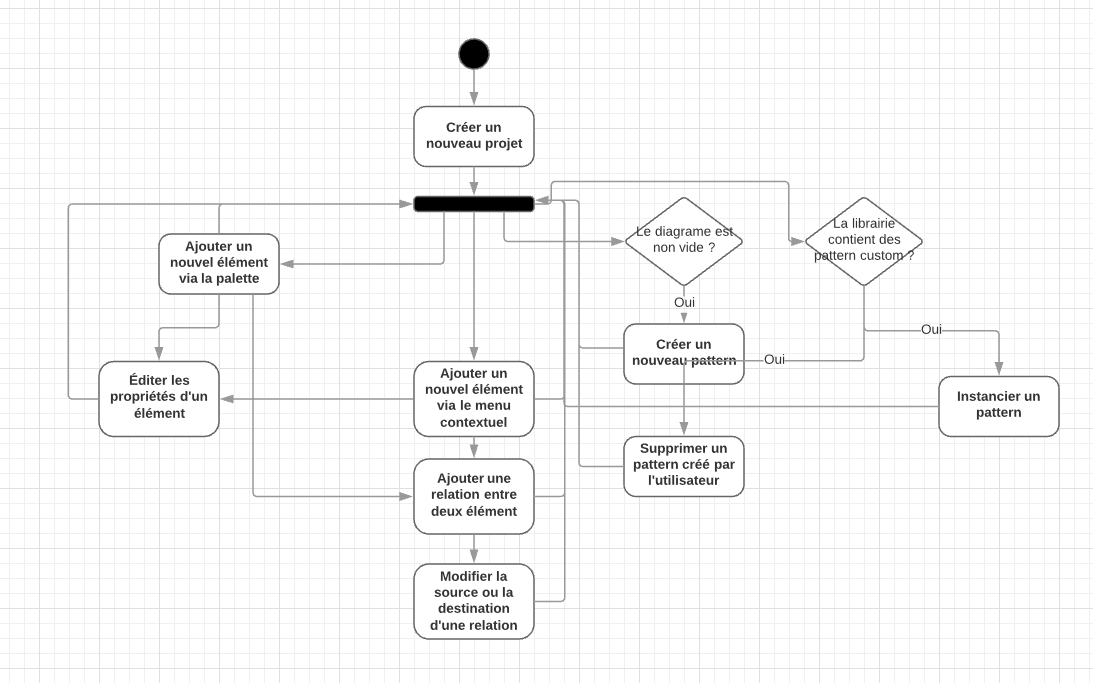 Créer un
nouveau projet
Le diagrame est
non vide ?
La librairie
contient des
pattern custom ?
Ajouter un
nouvel élément
via la palette
Oui
Oui
Créer un
nouveau pattern
Oui
Éditer les
propriétés d'un
élément
Ajouter un
nouvel élément
via le menu
contextuel
Instancier un
pattern
Supprimer un
pattern créé par
l'utilisateur
Ajouter une
relation entre
deux élément
Modifier la
source ou la
destination
d'une relation